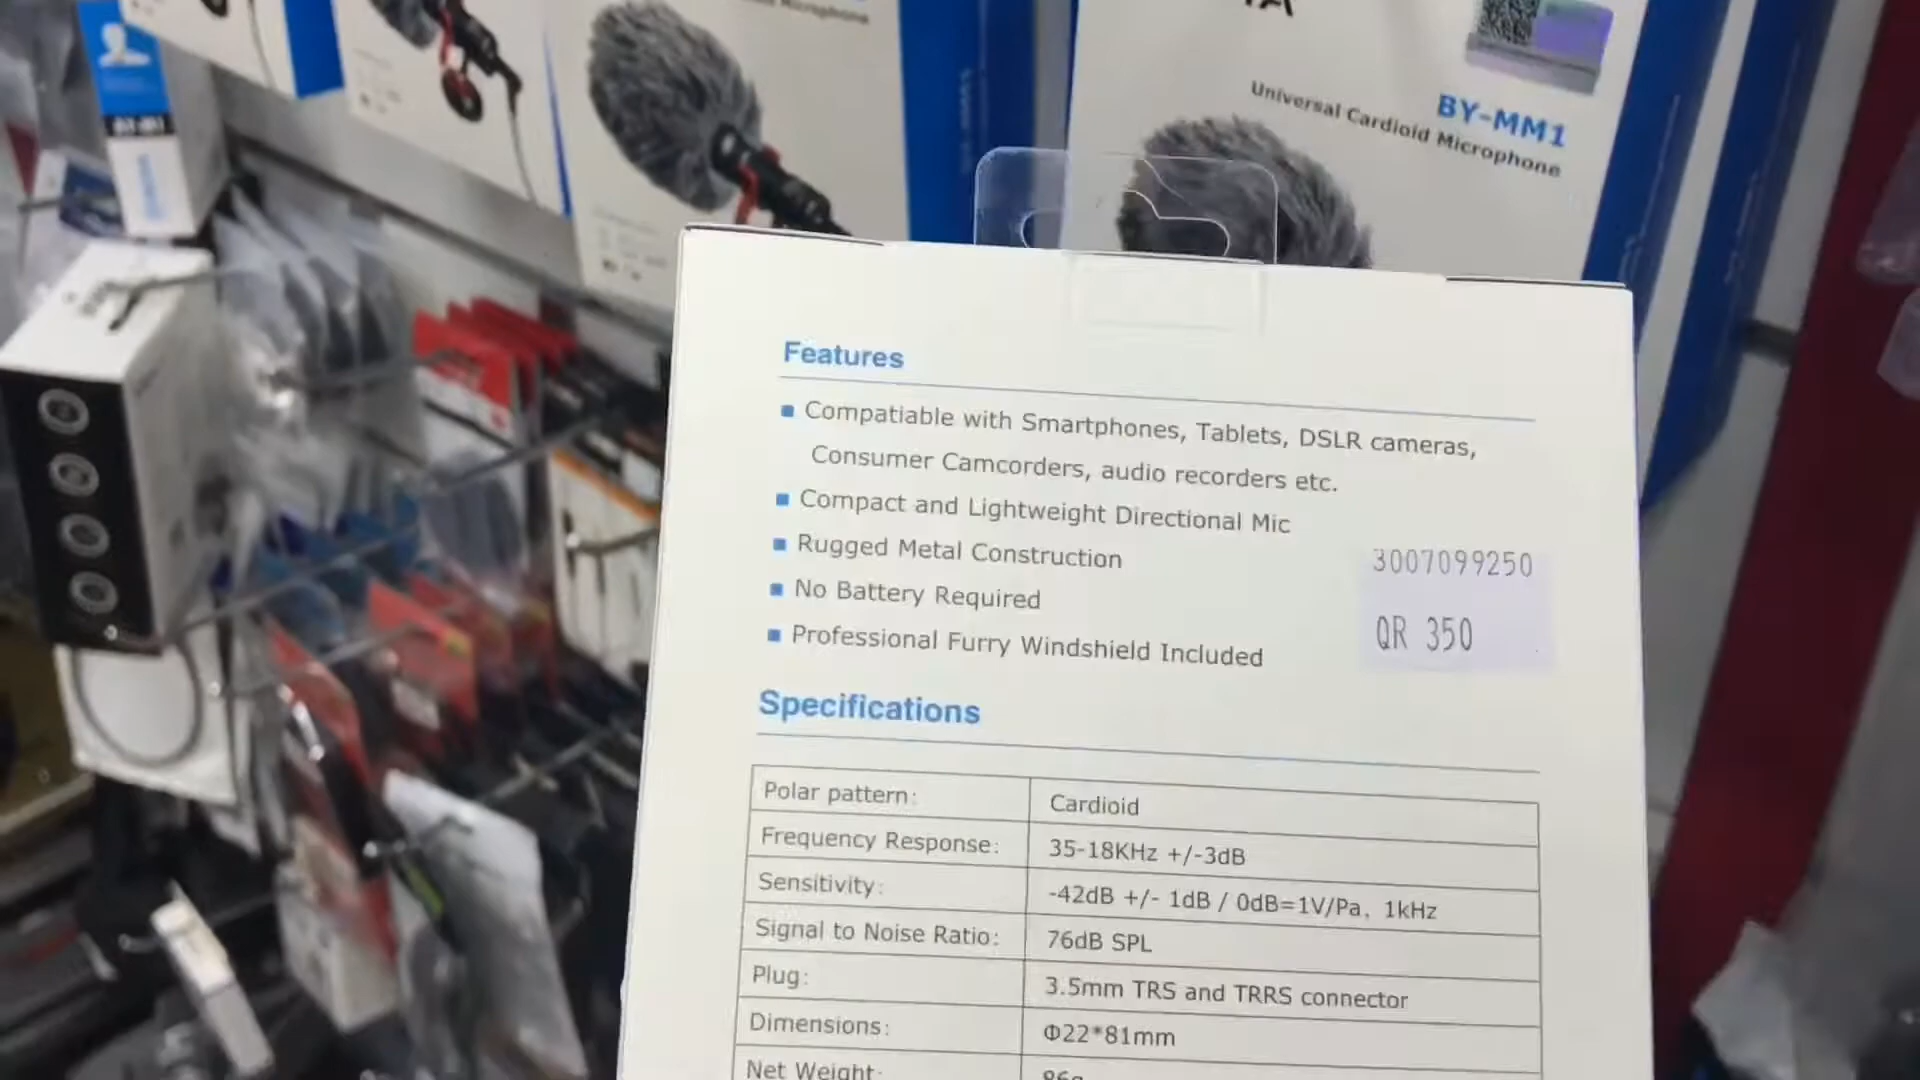 Microphone
BY-MM1
Universal Cardioid Microphone
Features
Compatiable with Smartphones, Tablets, DSLR cameras,
Consumer Camcorders, audio recorders etc.
Compact and Lightweight Directional Mic
Rugged Metal Construction
No Battery Required
Professional Furry Windshield Included
3007099250
QR 350
Specifications
Polar pattern: Cardioid
Frequency Response: 35-18KHz +/-3dB
Sensitivity: -42dB +/- 1dB / 0dB=1V/Pa, 1kHz
Signal to Noise Ratio: 76dB SPL
Plug: 3.5mm TRS and TRRS connector
Dimensions: Φ22*81mm
Net Weight: 86g